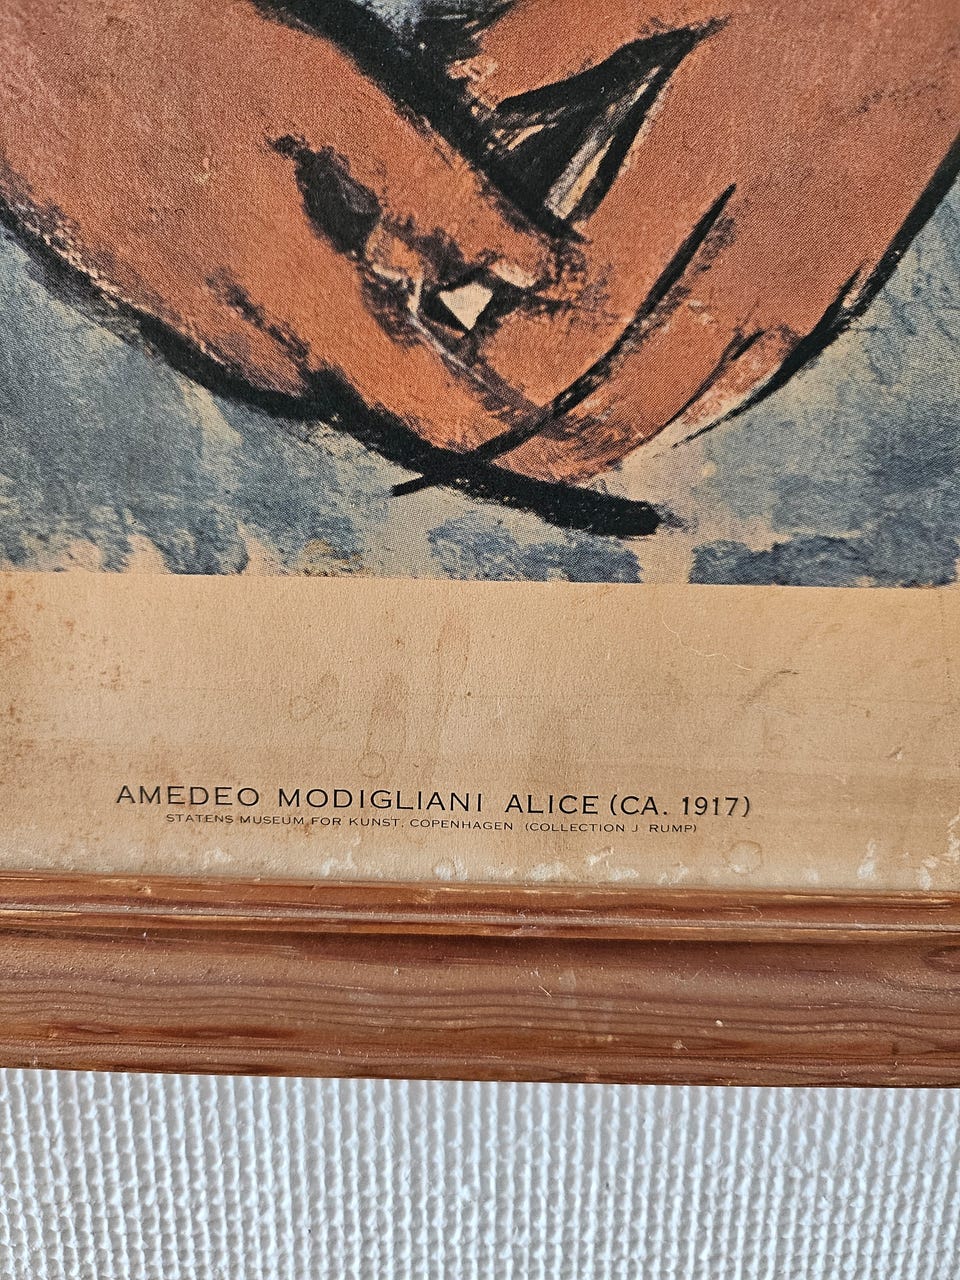 AMEDEO MODIGLIANI ALICE (CA. 1917)
STATENS MUSEUM FOR KUNST, COPENHAGEN (COLLECTION J RUMP)